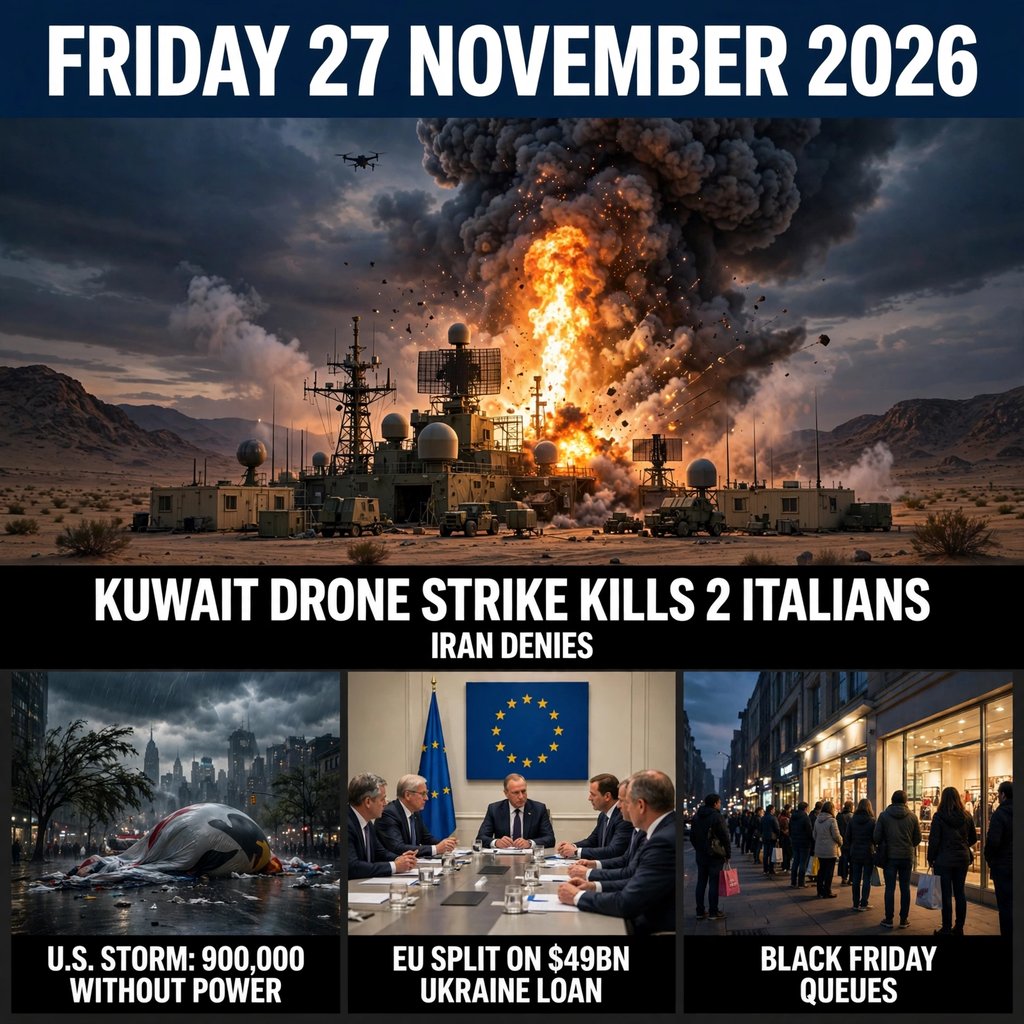 FRIDAY 27 NOVEMBER 2026
KUWAIT DRONE STRIKE KILLS 2 ITALIANS
IRAN DENIES
U.S. STORM: 900,000
WITHOUT POWER
EU SPLIT ON $49BN
UKRAINE LOAN
BLACK FRIDAY
QUEUES